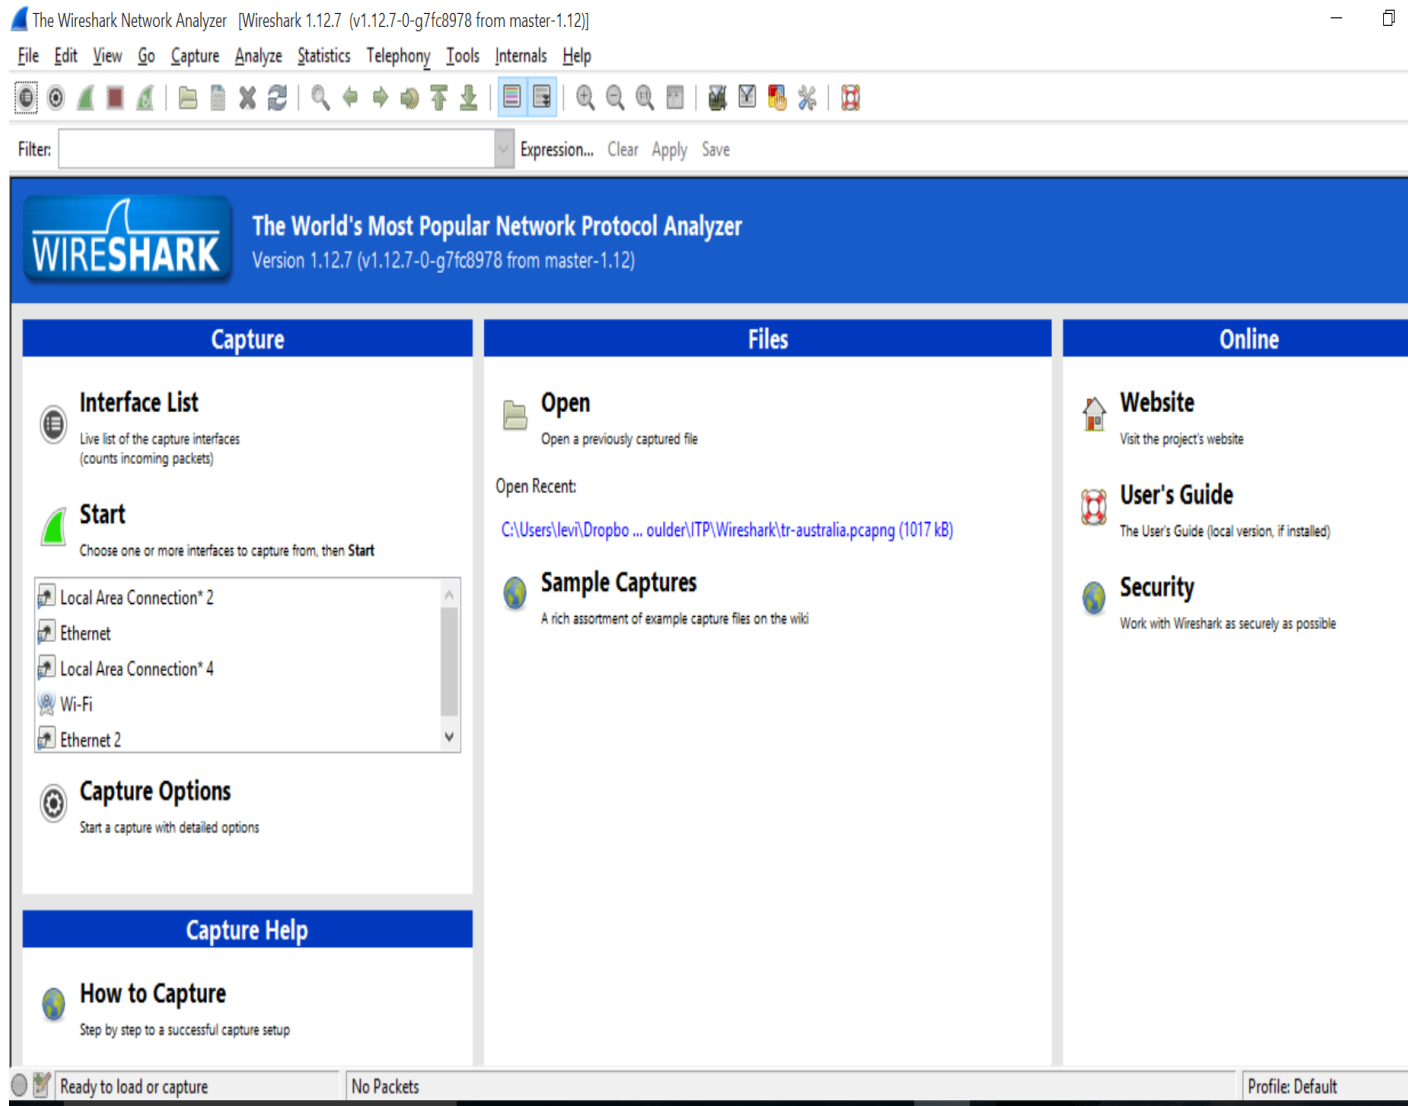 The Wireshark Network Analyzer [Wireshark 1.12.7 (v1.12.7-0-g7fc8978 from master-1.12)]
File Edit View Go Capture Analyze Statistics Telephony Tools Internals Help
Filter: Expression... Clear Apply Save
WIRESHARK
The World's Most Popular Network Protocol Analyzer
Version 1.12.7 (v1.12.7-0-g7fc8978 from master-1.12)
Capture
Interface List
Live list of the capture interfaces
(counts incoming packets)
Start
Choose one or more interfaces to capture from, then Start
Local Area Connection* 2
Ethernet
Local Area Connection* 4
Wi-Fi
Ethernet 2
Capture Options
Start a capture with detailed options
Capture Help
How to Capture
Step by step to a successful capture setup
Files
Open
Open a previously captured file
Open Recent:
C:\Users\levi\Dropbo ... oulder\ITP\Wireshark\tr-australia.pcapng (1017 kB)
Sample Captures
A rich assortment of example capture files on the wiki
Online
Website
Visit the project's website
User's Guide
The User's Guide (local version, if installed)
Security
Work with Wireshark as securely as possible
Ready to load or capture
No Packets
Profile: Default